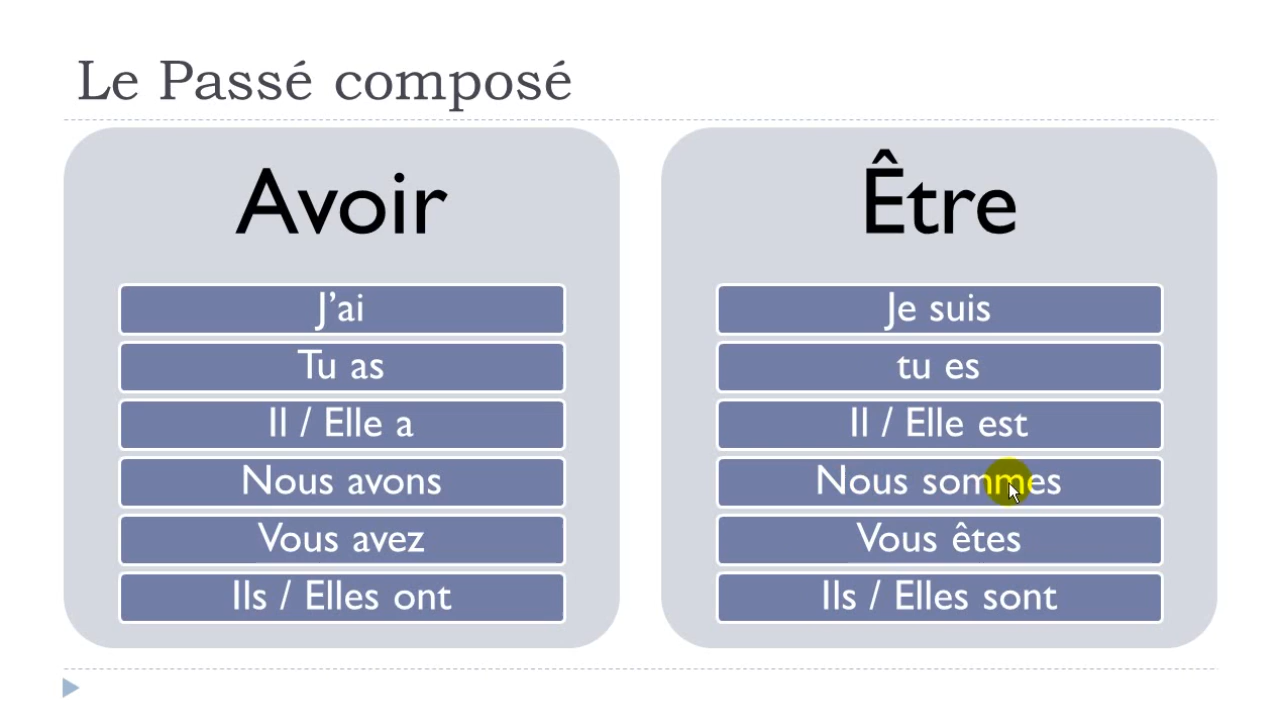 Le Passé composé
Avoir
J'ai
Tu as
Il / Elle a
Nous avons
Vous avez
Ils / Elles ont
Être
Je suis
tu es
Il / Elle est
Nous sommes
Vous êtes
Ils / Elles sont